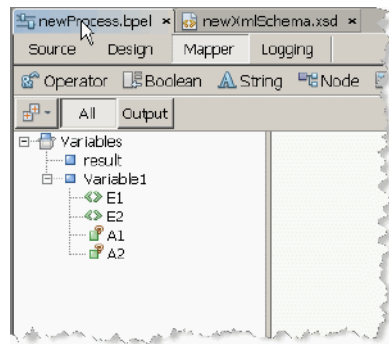 newProcess.bpel × newXmlSchema.xsd ×
Source Design Mapper Logging
Operator Boolean String Node
All Output
Variables
result
Variable1
E1
E2
A1
A2